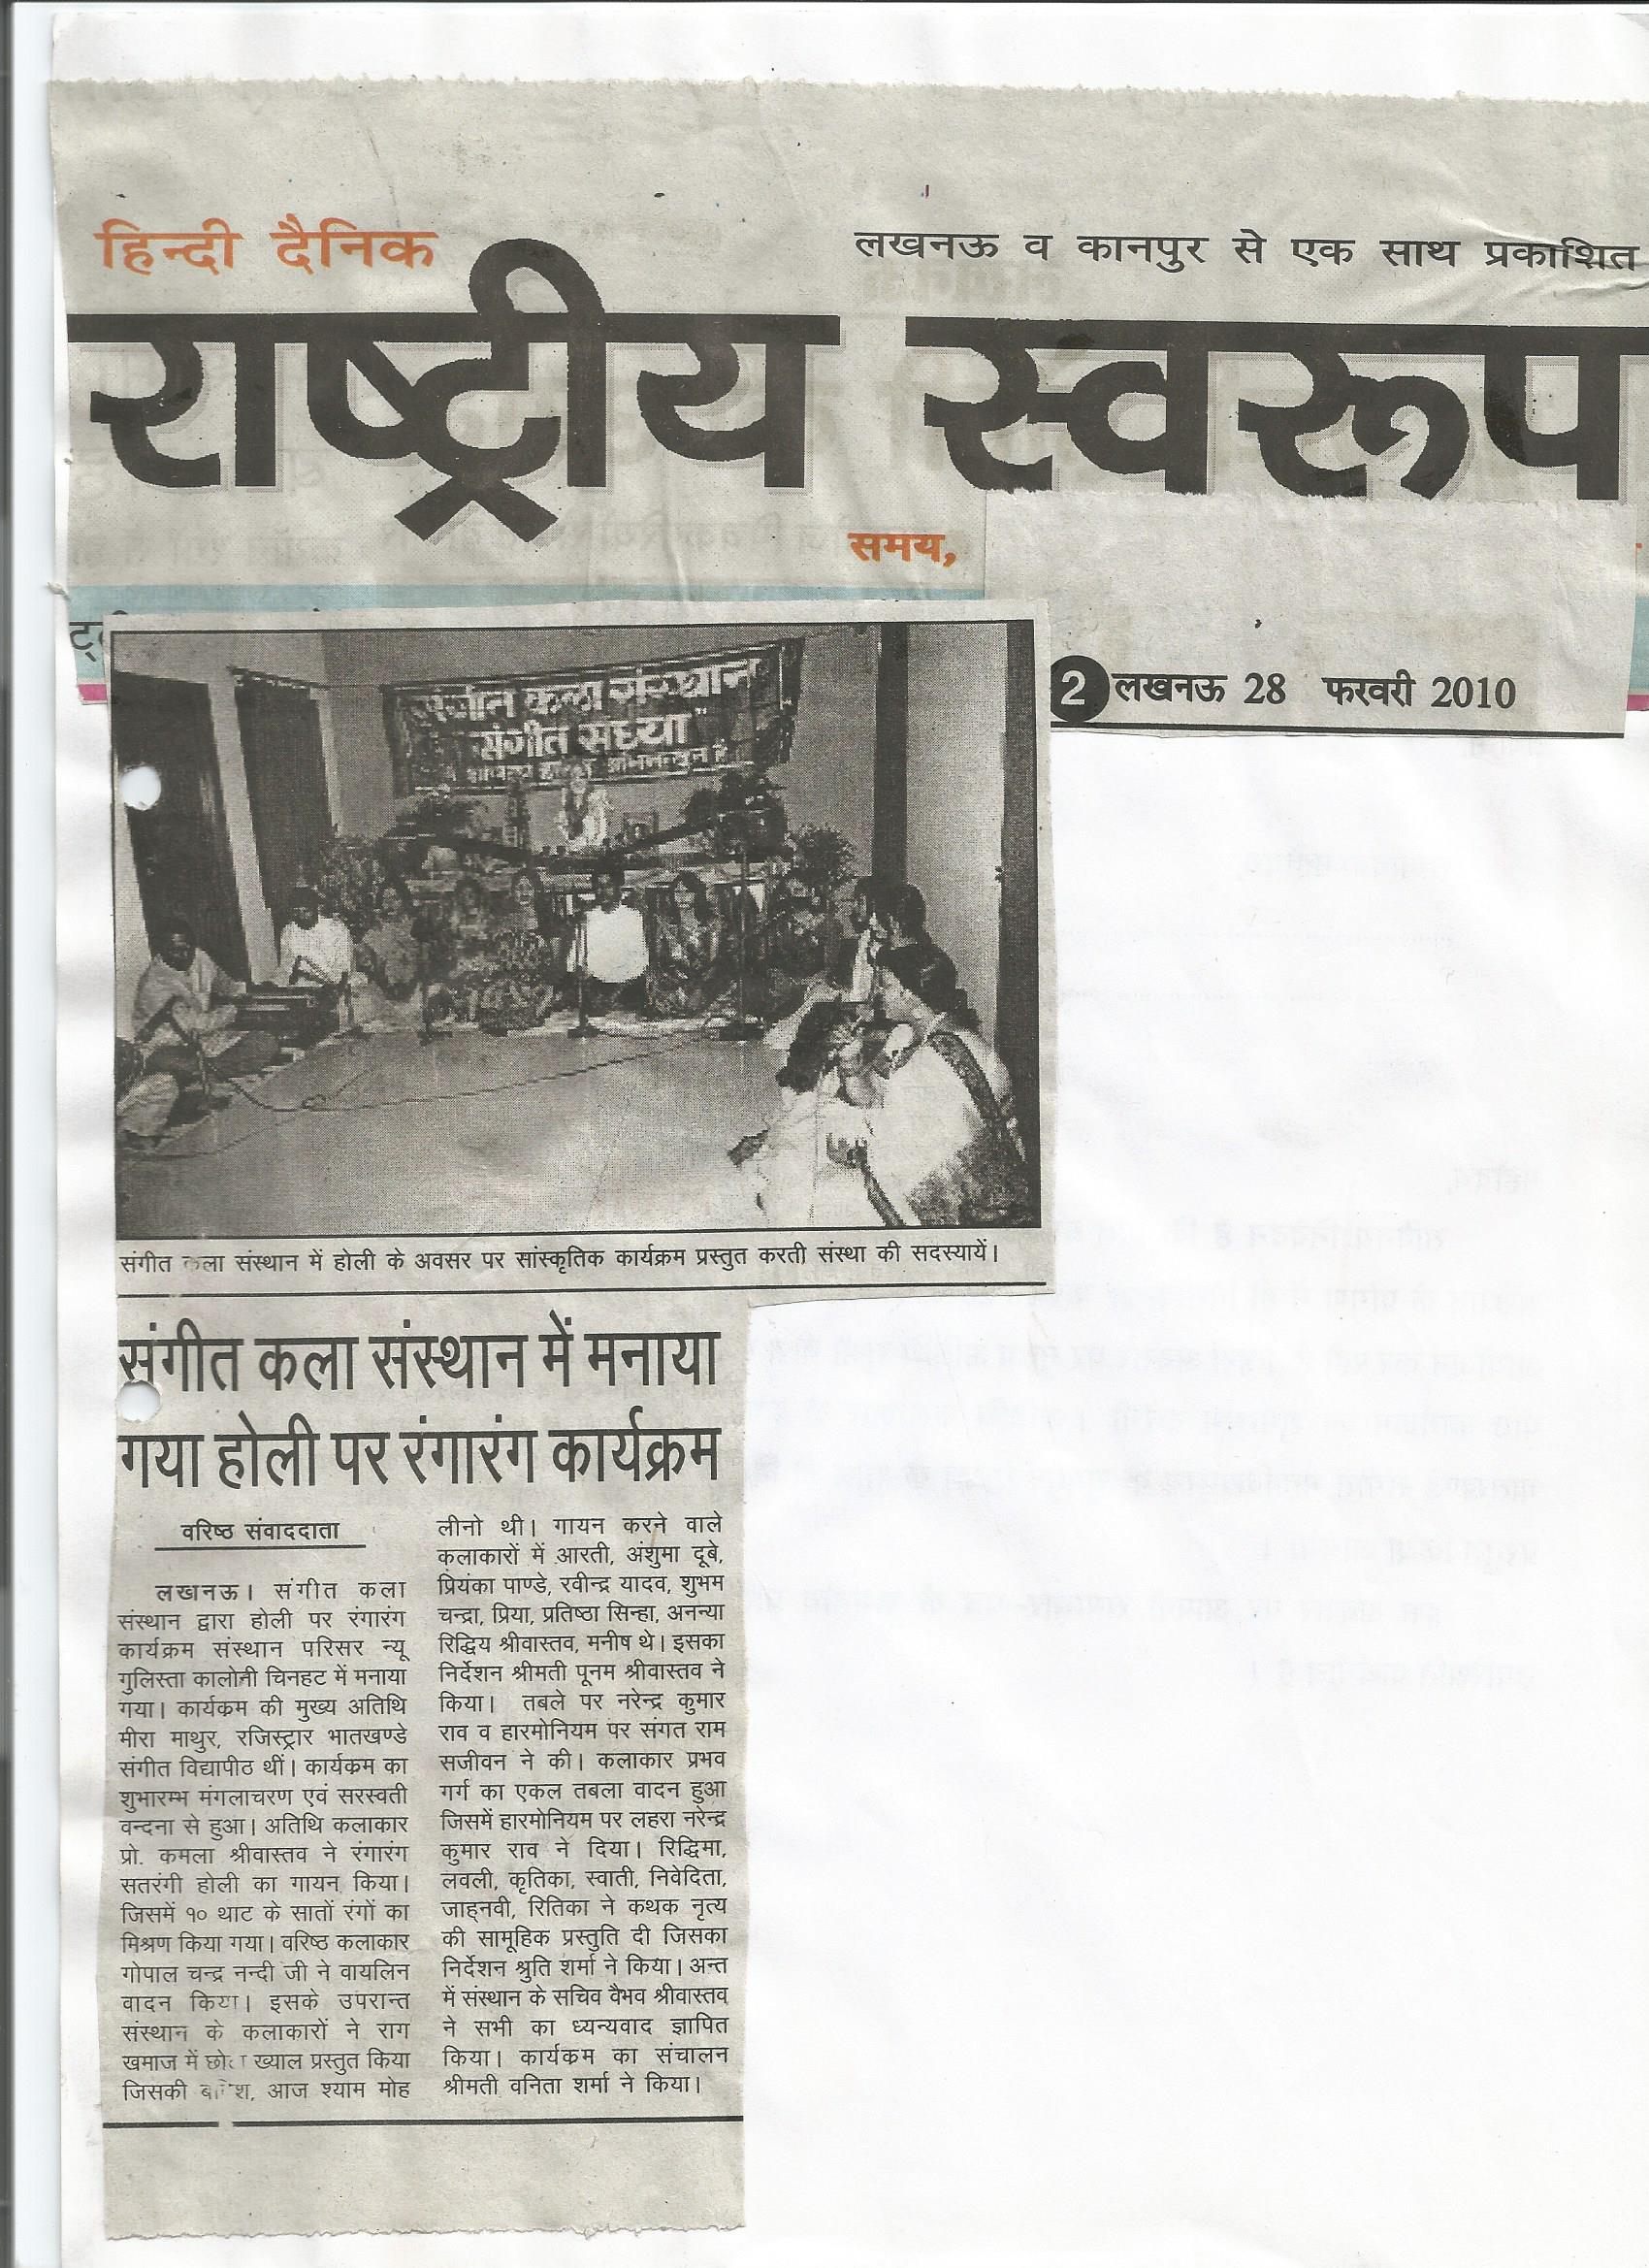 हिन्दी दैनिक
लखनऊ व कानपुर से एक साथ प्रकाशित
राष्ट्रीय स्वरूप
समय,
2 लखनऊ 28 फरवरी 2010
संगीत कला संस्थान
संगीत संध्या
संगीत कला संस्थान में होली के अवसर पर सांस्कृतिक कार्यक्रम प्रस्तुत करती संस्था की सदस्यायें।
संगीत कला संस्थान में मनाया
गया होली पर रंगारंग कार्यक्रम
वरिष्ठ संवाददाता
लखनऊ। संगीत कला
संस्थान द्वारा होली पर रंगारंग
कार्यक्रम संस्थान परिसर न्यू
गुलिस्ता कालोनी चिनहट में मनाया
गया। कार्यक्रम की मुख्य अतिथि
मीरा माथुर, रजिस्ट्रार भातखण्डे
संगीत विद्यापीठ थीं। कार्यक्रम का
शुभारम्भ मंगलाचरण एवं सरस्वती
वन्दना से हुआ। अतिथि कलाकार
प्रो. कमला श्रीवास्तव ने रंगारंग
सतरंगी होली का गायन किया।
जिसमें १० थाट के सातों रंगों का
मिश्रण किया गया। वरिष्ठ कलाकार
गोपाल चन्द्र नन्दी जी ने वायलिन
वादन किया। इसके उपरान्त
संस्थान के कलाकारों ने राग
खमाज में छोटा ख्याल प्रस्तुत किया
जिसकी आज श्याम मोह
लीनो थी। गायन करने वाले
कलाकारों में आरती, अंशुमा दूबे,
प्रियंका पाण्डे, रवीन्द्र यादव, शुभम
चन्द्रा, प्रिया, प्रतिष्ठा सिन्हा, अनन्या
रिद्धिय श्रीवास्तव, मनीष थे। इसका
निर्देशन श्रीमती पूनम श्रीवास्तव ने
किया। तबले पर नरेन्द्र कुमार
राव व हारमोनियम पर संगत राम
सजीवन ने की। कलाकार प्रभव
गर्ग का एकल तबला वादन हुआ
जिसमें हारमोनियम पर लहरा नरेन्द्र
कुमार राव ने दिया। रिद्धिमा,
लवली, कृतिका, स्वाती, निवेदिता,
जाह्नवी, रितिका ने कथक नृत्य
की सामूहिक प्रस्तुति दी जिसका
निर्देशन श्रुति शर्मा ने किया। अन्त
में संस्थान के सचिव वैभव श्रीवास्तव
ने सभी का ध्यन्यवाद ज्ञापित
किया। कार्यक्रम का संचालन
श्रीमती वनिता शर्मा ने किया।